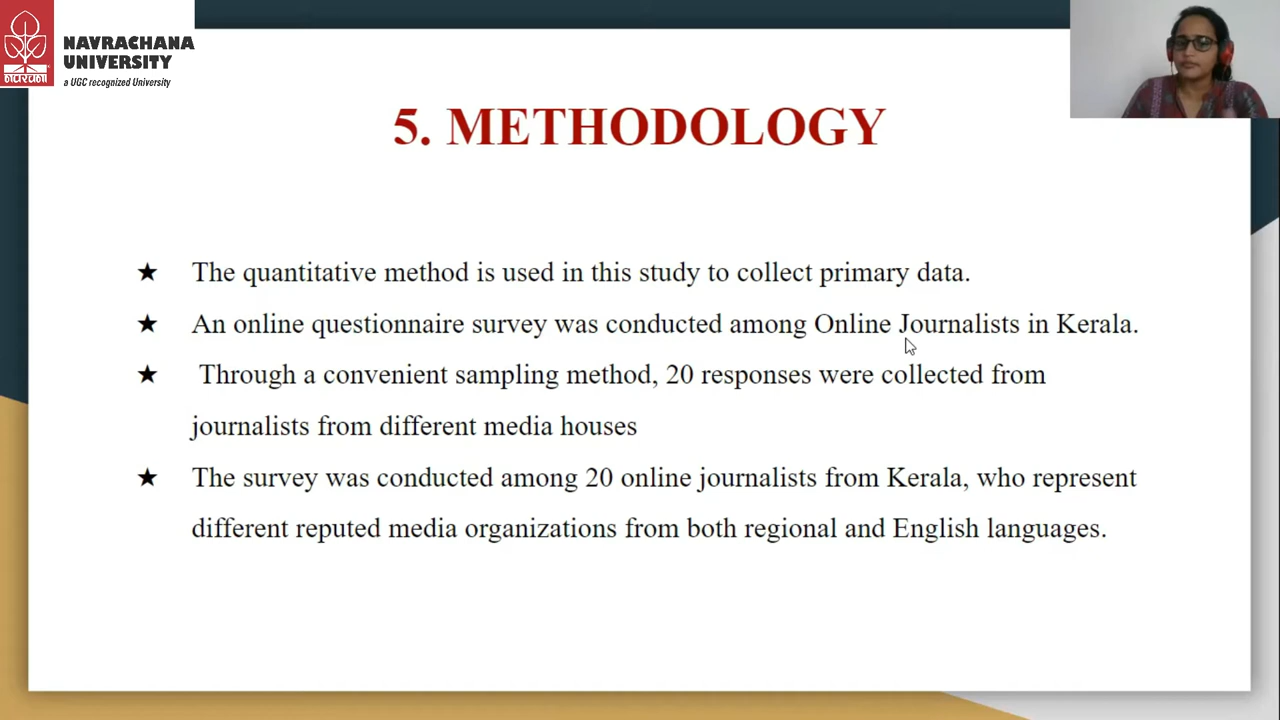 नवरचना
NAVRACHANA
UNIVERSITY
a UGC recognized University
5. METHODOLOGY
★ The quantitative method is used in this study to collect primary data.
★ An online questionnaire survey was conducted among Online Journalists in Kerala.
★ Through a convenient sampling method, 20 responses were collected from
journalists from different media houses
★ The survey was conducted among 20 online journalists from Kerala, who represent
different reputed media organizations from both regional and English languages.